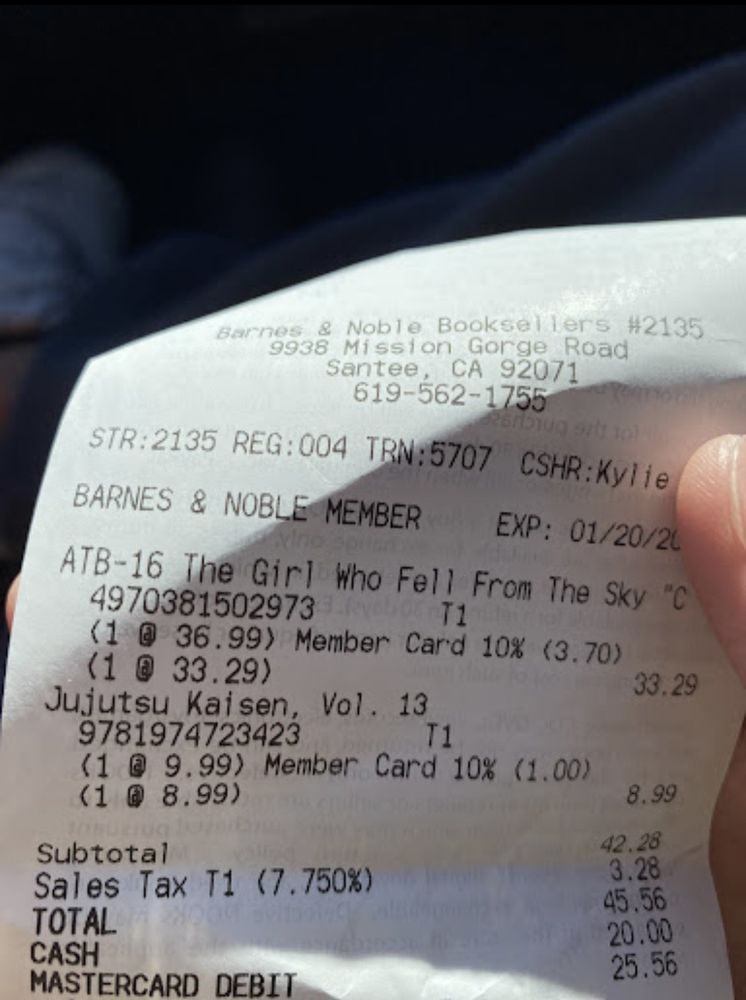 Barnes & Noble Booksellers #2135
9938 Mission Gorge Road
Santee, CA 92071
619-562-1755
STR:2135 REG:004 TRN:5707 CSHR:Kylie
BARNES & NOBLE MEMBER EXP: 01/20/20
ATB-16 The Girl Who Fell From The Sky "C
4970381502973 T1
(1 @ 36.99) Member Card 10% (3.70)
(1 @ 33.29) 33.29
Jujutsu Kaisen, Vol. 13
9781974723423 T1
(1 @ 9.99) Member Card 10% (1.00)
(1 @ 8.99) 8.99
Subtotal 42.28
Sales Tax T1 (7.750%) 3.28
TOTAL 45.56
CASH 20.00
MASTERCARD DEBIT 25.56